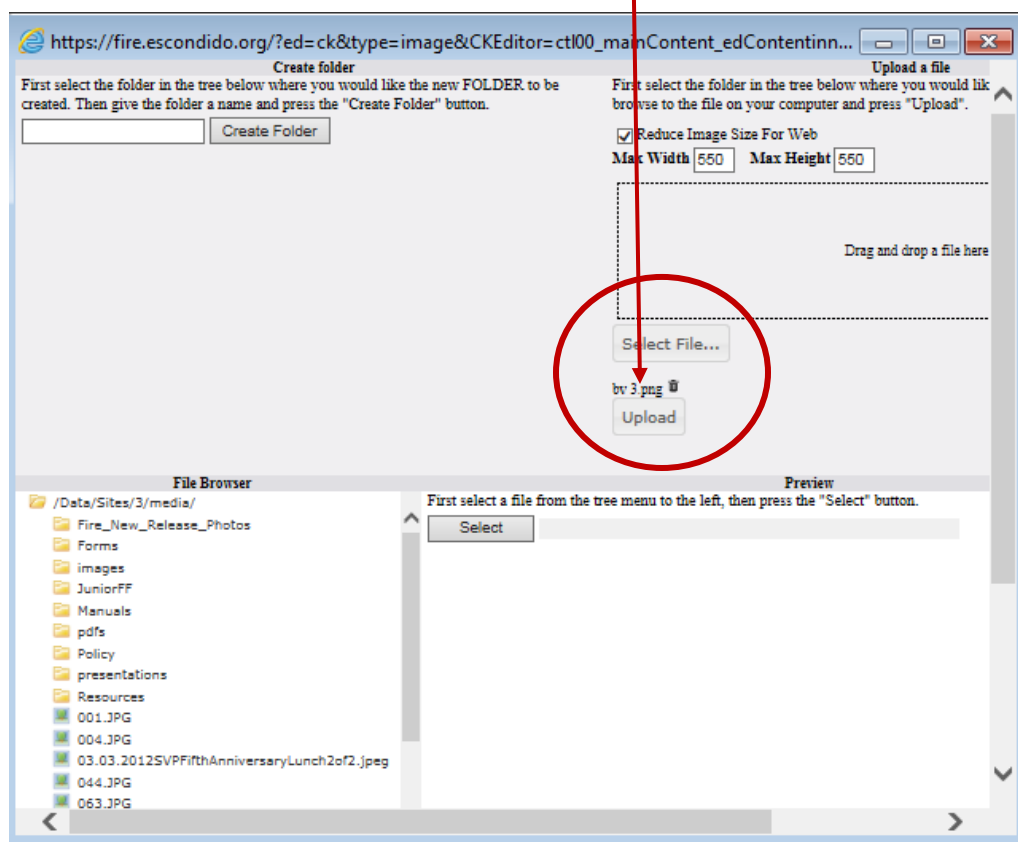 https://fire.escondido.org/?ed=ck&type=image&CKEditor=ctl00_mainContent_edContentinn...
Create folder
First select the folder in the tree below where you would like the new FOLDER to be
created. Then give the folder a name and press the "Create Folder" button.
Create Folder
Upload a file
First select the folder in the tree below where you would lik
browse to the file on your computer and press "Upload".
Reduce Image Size For Web
Max Width 550 Max Height 550
Drag and drop a file here
Select File...
bv 3.png
Upload
File Browser
/Data/Sites/3/media/
Fire_New_Release_Photos
Forms
images
JuniorFF
Manuals
pdfs
Policy
presentations
Resources
001.JPG
004.JPG
03.03.2012SVPFifthAnniversaryLunch2of2.jpeg
044.JPG
063.JPG
Preview
First select a file from the tree menu to the left, then press the "Select" button.
Select